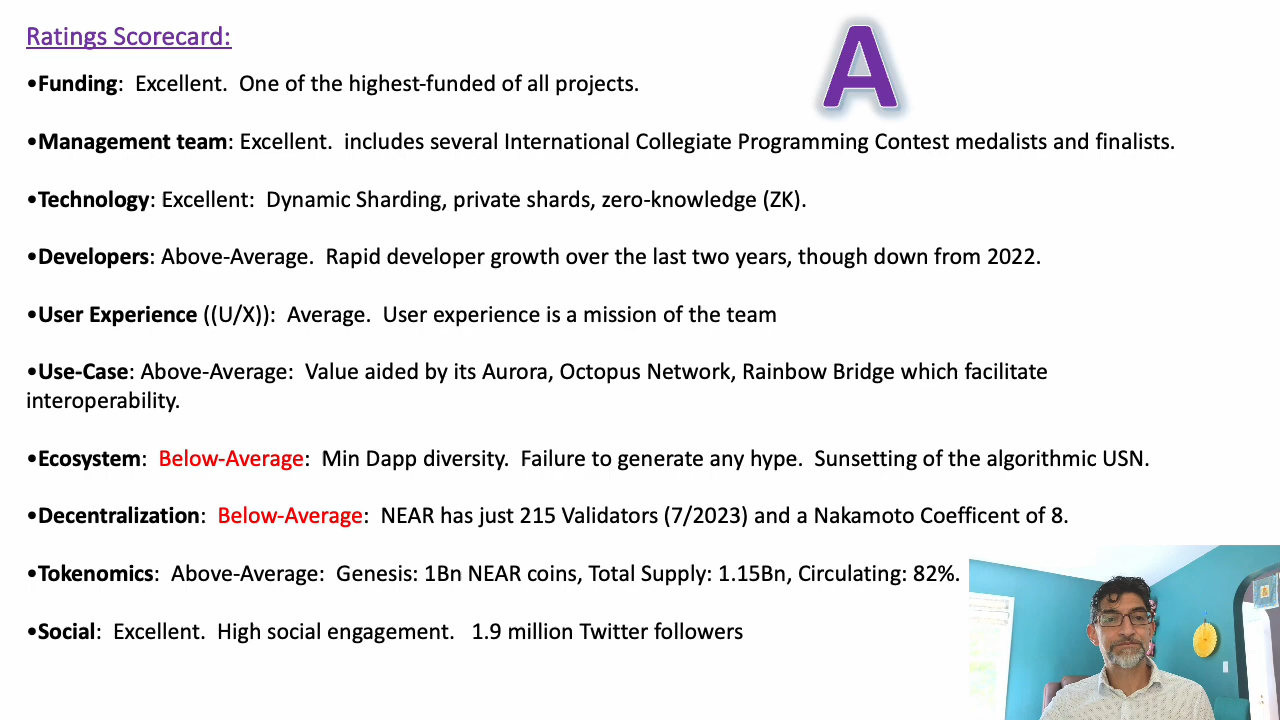 Ratings Scorecard:
A
•Funding:  Excellent.  One of the highest-funded of all projects.
•Management team: Excellent.  includes several International Collegiate Programming Contest medalists and finalists.
•Technology: Excellent:  Dynamic Sharding, private shards, zero-knowledge (ZK).
•Developers: Above-Average.  Rapid developer growth over the last two years, though down from 2022.
•User Experience ((U/X)):  Average.  User experience is a mission of the team
•Use-Case: Above-Average:  Value aided by its Aurora, Octopus Network, Rainbow Bridge which facilitate
interoperability.
•Ecosystem:  Below-Average:  Min Dapp diversity.  Failure to generate any hype.  Sunsetting of the algorithmic USN.
•Decentralization:  Below-Average:  NEAR has just 215 Validators (7/2023) and a Nakamoto Coefficent of 8.
•Tokenomics:  Above-Average:  Genesis: 1Bn NEAR coins, Total Supply: 1.15Bn, Circulating: 82%.
•Social:  Excellent.  High social engagement.   1.9 million Twitter followers